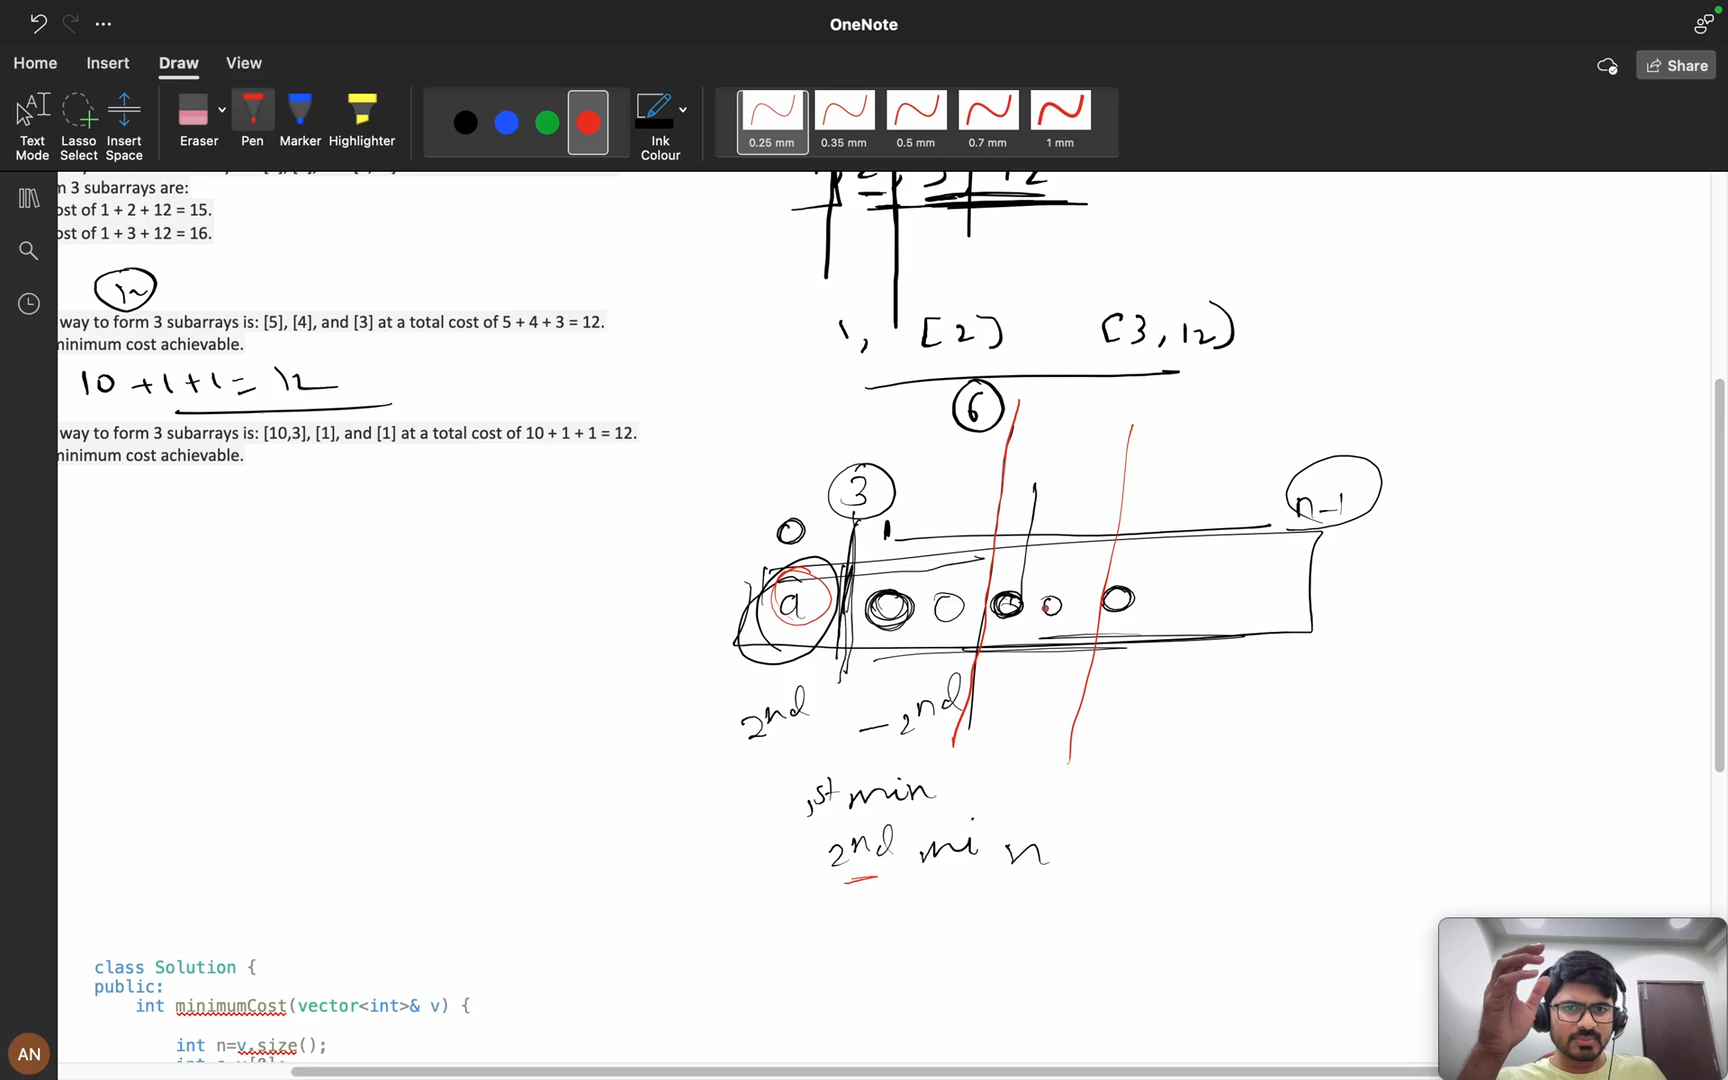 OneNote
Home Insert Draw View
Share
Text Mode
Lasso Select
Insert Space
Eraser
Pen
Marker
Highlighter
Ink Colour
0.25 mm
0.35 mm
0.5 mm
0.7 mm
1 mm
m 3 subarrays are:
ost of 1 + 2 + 12 = 15.
ost of 1 + 3 + 12 = 16.
12
way to form 3 subarrays is: [5], [4], and [3] at a total cost of 5 + 4 + 3 = 12.
minimum cost achievable.
10 + 1 + 1 = 12
way to form 3 subarrays is: [10,3], [1], and [1] at a total cost of 10 + 1 + 1 = 12.
minimum cost achievable.
3 12
1, [2] [3, 12]
6
3
0 1 n-1
a
2nd - 2nd
1st min
2nd min
class Solution {
public:
int minimumCost(vector<int>& v) {
int n=v.size();
AN